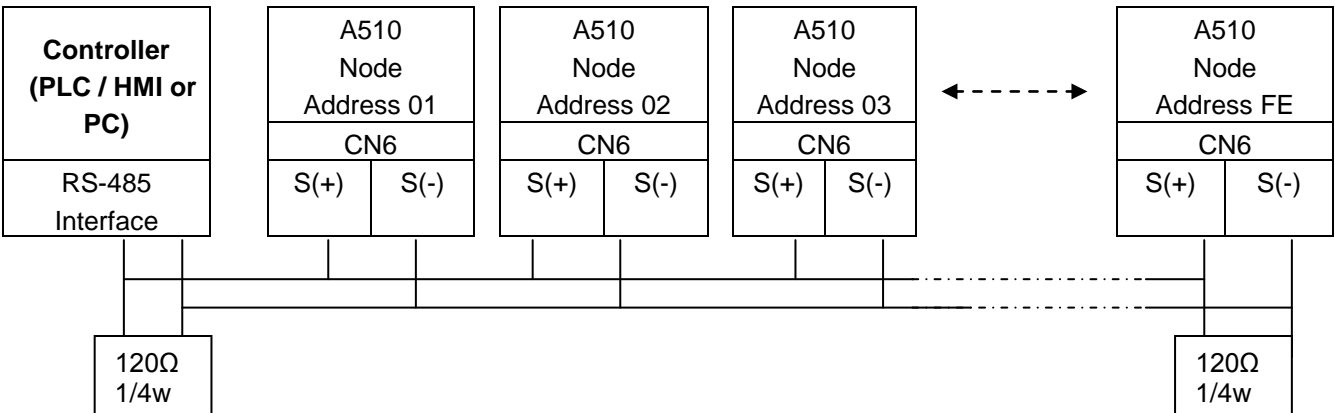 Controller
(PLC / HMI or
PC)
RS-485
Interface
A510
Node
Address 01
CN6
S(+) S(-)
A510
Node
Address 02
CN6
S(+) S(-)
A510
Node
Address 03
CN6
S(+) S(-)
A510
Node
Address FE
CN6
S(+) S(-)
120Ω
1/4w
120Ω
1/4w